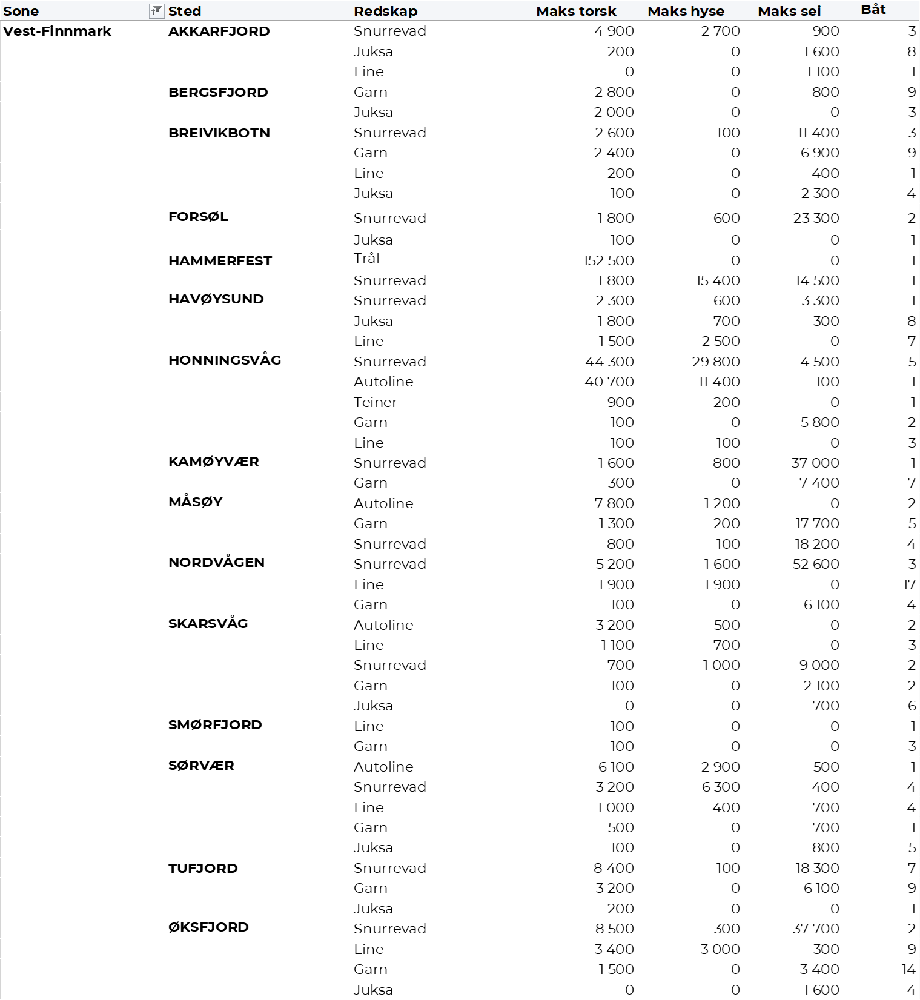 Sone Sted Redskap Maks torsk Maks hyse Maks sei Båt
Vest-Finnmark AKKARFJORD Snurrevad 4 900 2 700 900 3
Juksa 200 0 1 600 8
Line 0 0 1 100 1
BERGSFJORD Garn 2 800 0 800 9
Juksa 2 000 0 0 3
BREIVIKBOTN Snurrevad 2 600 100 11 400 3
Garn 2 400 0 6 900 9
Line 200 0 400 1
Juksa 100 0 2 300 4
FORSØL Snurrevad 1 800 600 23 300 2
Juksa 100 0 0 1
HAMMERFEST Trål 152 500 0 0 1
Snurrevad 1 800 15 400 14 500 1
HAVØYSUND Snurrevad 2 300 600 3 300 1
Juksa 1 800 700 300 8
Line 1 500 2 500 0 7
HONNINGSVÅG Snurrevad 44 300 29 800 4 500 5
Autoline 40 700 11 400 100 1
Teiner 900 200 0 1
Garn 100 0 5 800 2
Line 100 100 0 3
KAMØYVÆR Snurrevad 1 600 800 37 000 1
Garn 300 0 7 400 7
MÅSØY Autoline 7 800 1 200 0 2
Garn 1 300 200 17 700 5
Snurrevad 800 100 18 200 4
NORDVÅGEN Snurrevad 5 200 1 600 52 600 3
Line 1 900 1 900 0 17
Garn 100 0 6 100 4
SKARSVÅG Autoline 3 200 500 0 2
Line 1 100 700 0 3
Snurrevad 700 1 000 9 000 2
Garn 100 0 2 100 2
Juksa 0 0 700 6
SMØRFJORD Line 100 0 0 1
Garn 100 0 0 3
SØRVÆR Autoline 6 100 2 900 500 1
Snurrevad 3 200 6 300 400 4
Line 1 000 400 700 4
Garn 500 0 700 1
Juksa 100 0 800 5
TUFJORD Snurrevad 8 400 100 18 300 7
Garn 3 200 0 6 100 9
Juksa 200 0 0 1
ØKSFJORD Snurrevad 8 500 300 37 700 2
Line 3 400 3 000 300 9
Garn 1 500 0 3 400 14
Juksa 0 0 1 600 4